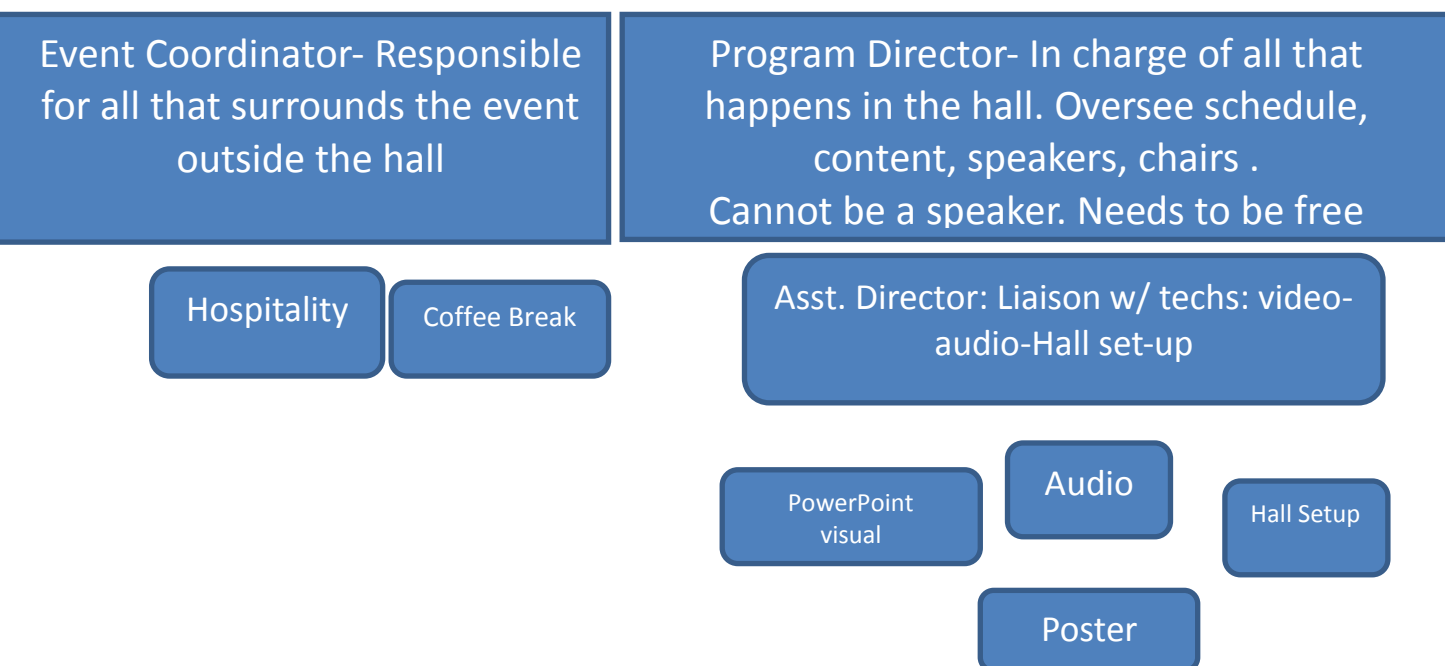 Event Coordinator- Responsible
for all that surrounds the event
outside the hall
Program Director- In charge of all that
happens in the hall. Oversee schedule,
content, speakers, chairs .
Cannot be a speaker. Needs to be free
Hospitality
Coffee Break
Asst. Director: Liaison w/ techs: video-
audio-Hall set-up
PowerPoint
visual
Audio
Hall Setup
Poster